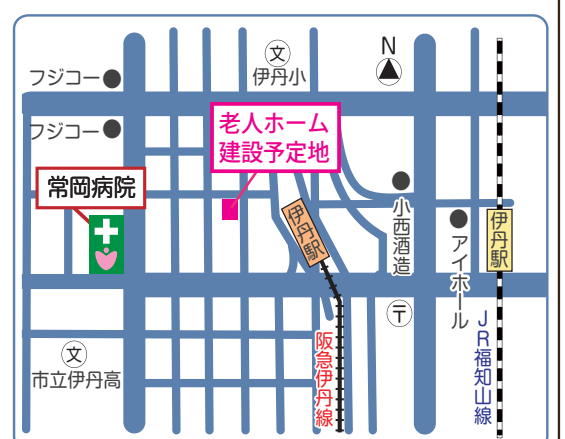 N
文
伊丹小
フジコー
フジコー
老人ホーム
建設予定地
常岡病院
伊丹駅
小西酒造
アイホール
伊丹駅
〒
文
市立伊丹高
阪急伊丹線
JR福知山線